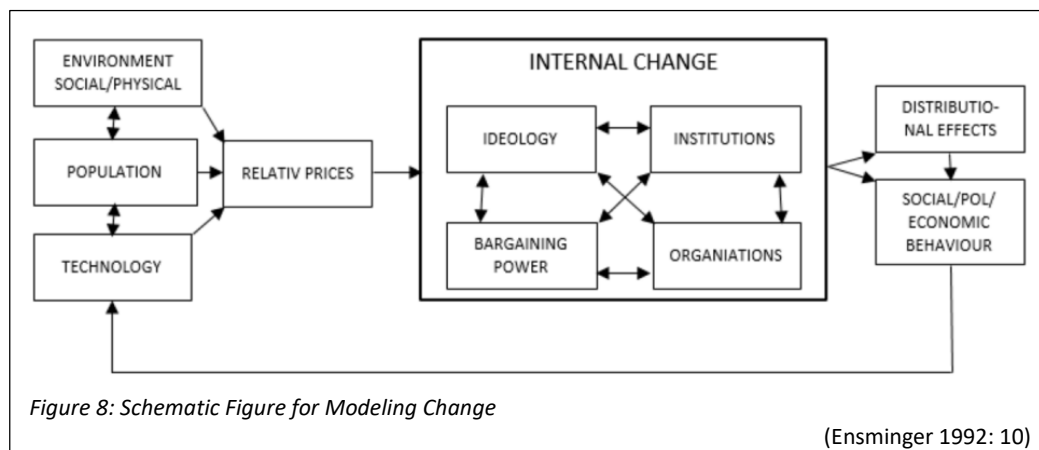 ENVIRONMENT
SOCIAL/PHYSICAL
POPULATION
TECHNOLOGY
RELATIV PRICES
INTERNAL CHANGE
IDEOLOGY
INSTITUTIONS
BARGAINING
POWER
ORGANIATIONS
DISTRIBUTIO-
NAL EFFECTS
SOCIAL/POL/
ECONOMIC
BEHAVIOUR
Figure 8: Schematic Figure for Modeling Change
(Ensminger 1992: 10)